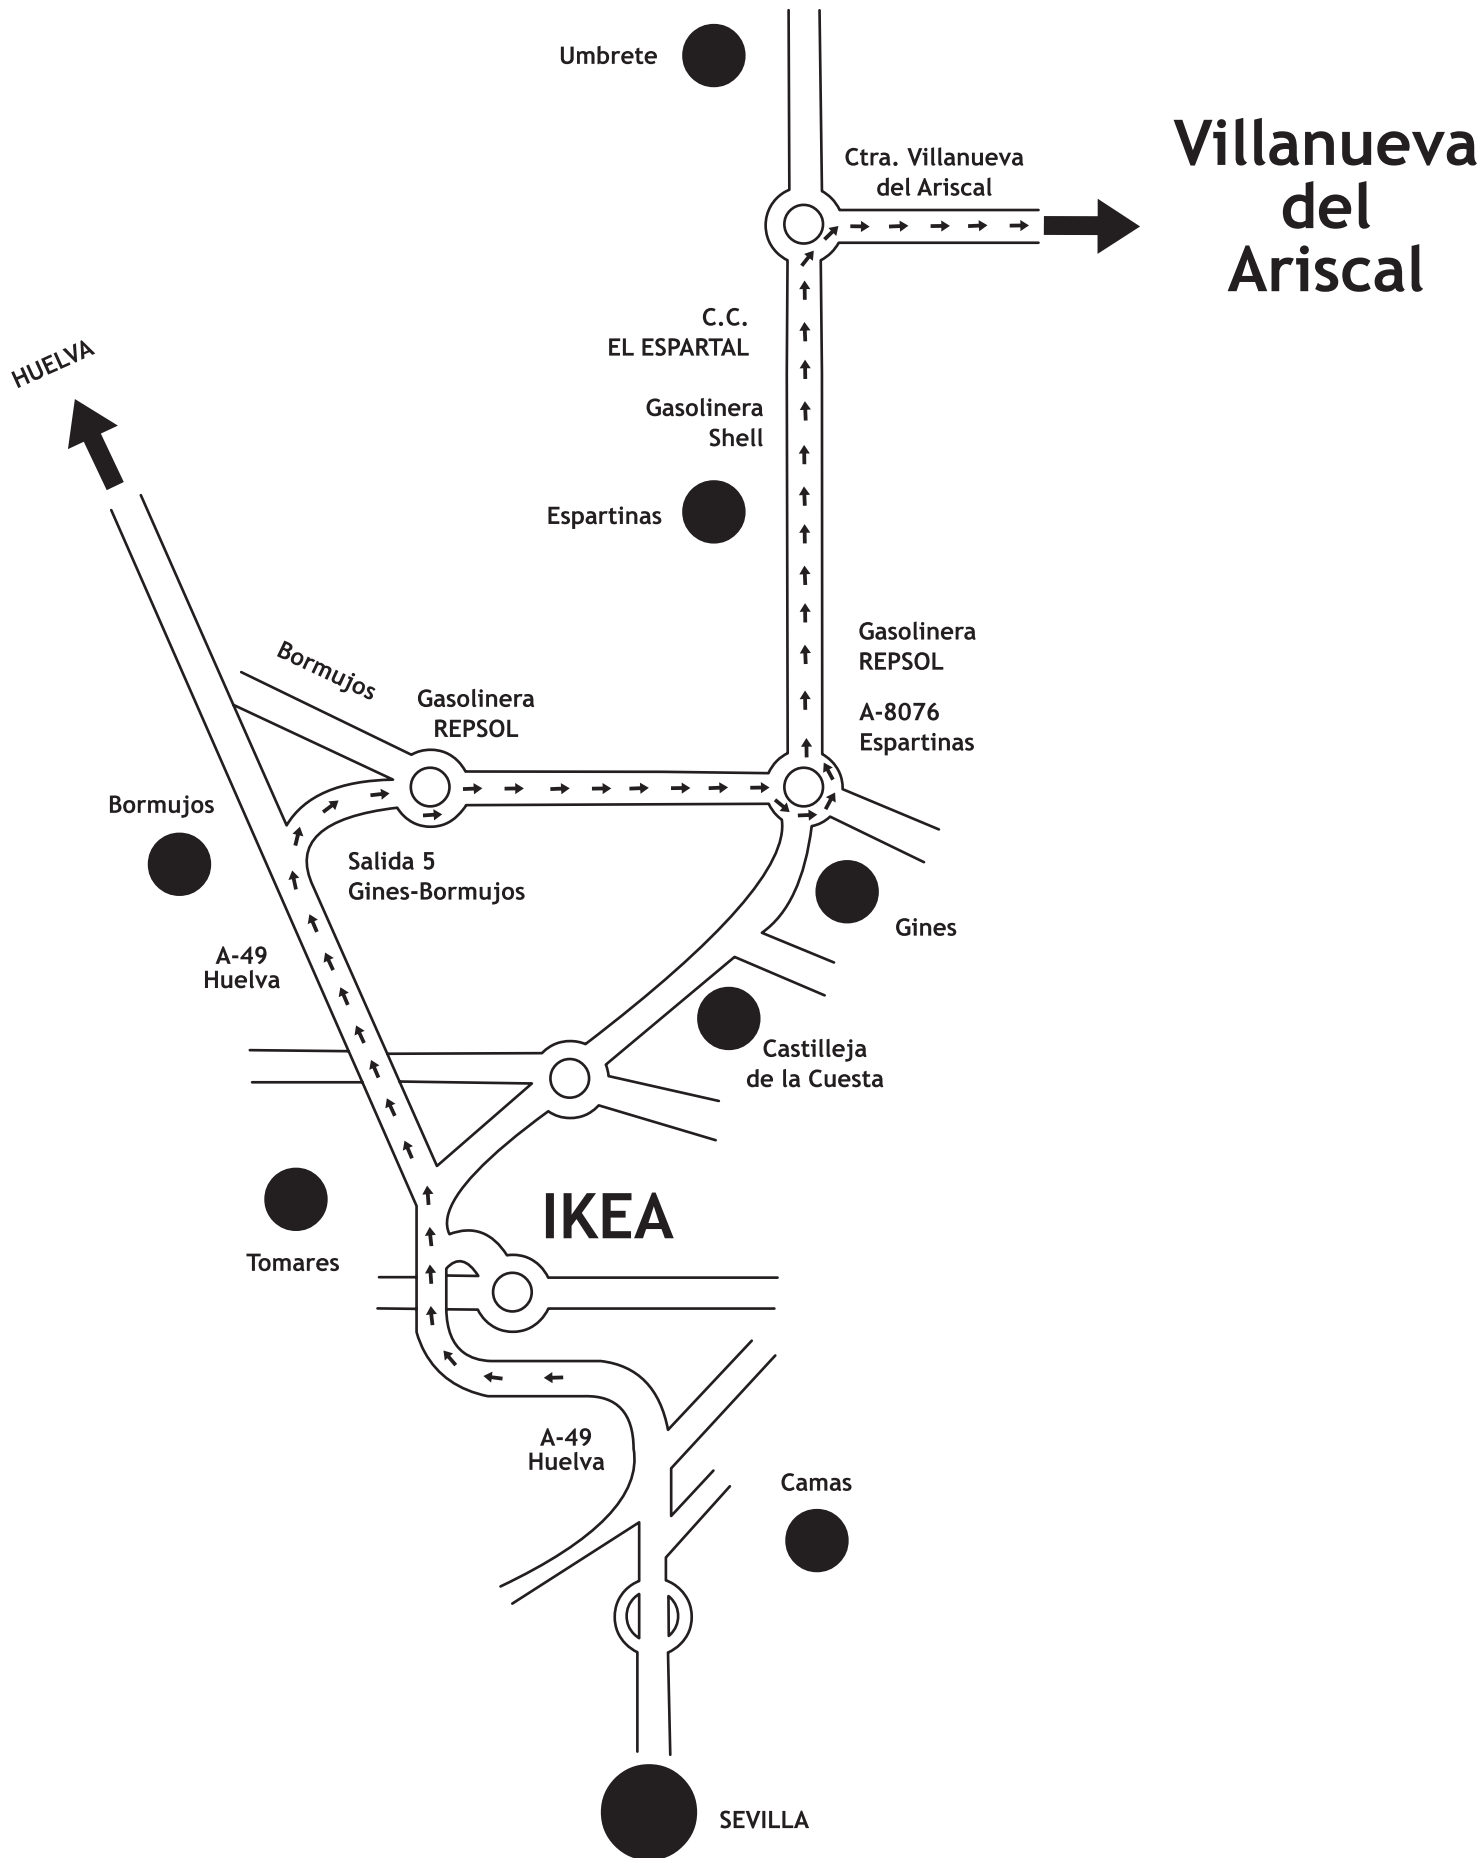 Umbrete
Ctra. Villanueva
del Ariscal
Villanueva
del
Ariscal
C.C.
EL ESPARTAL
HUELVA
Gasolinera
Shell
Espartinas
Gasolinera
REPSOL
Bormujos
Gasolinera
REPSOL
A-8076
Espartinas
Bormujos
Salida 5
Gines-Bormujos
Gines
A-49
Huelva
Castilleja
de la Cuesta
IKEA
Tomares
A-49
Huelva
Camas
SEVILLA